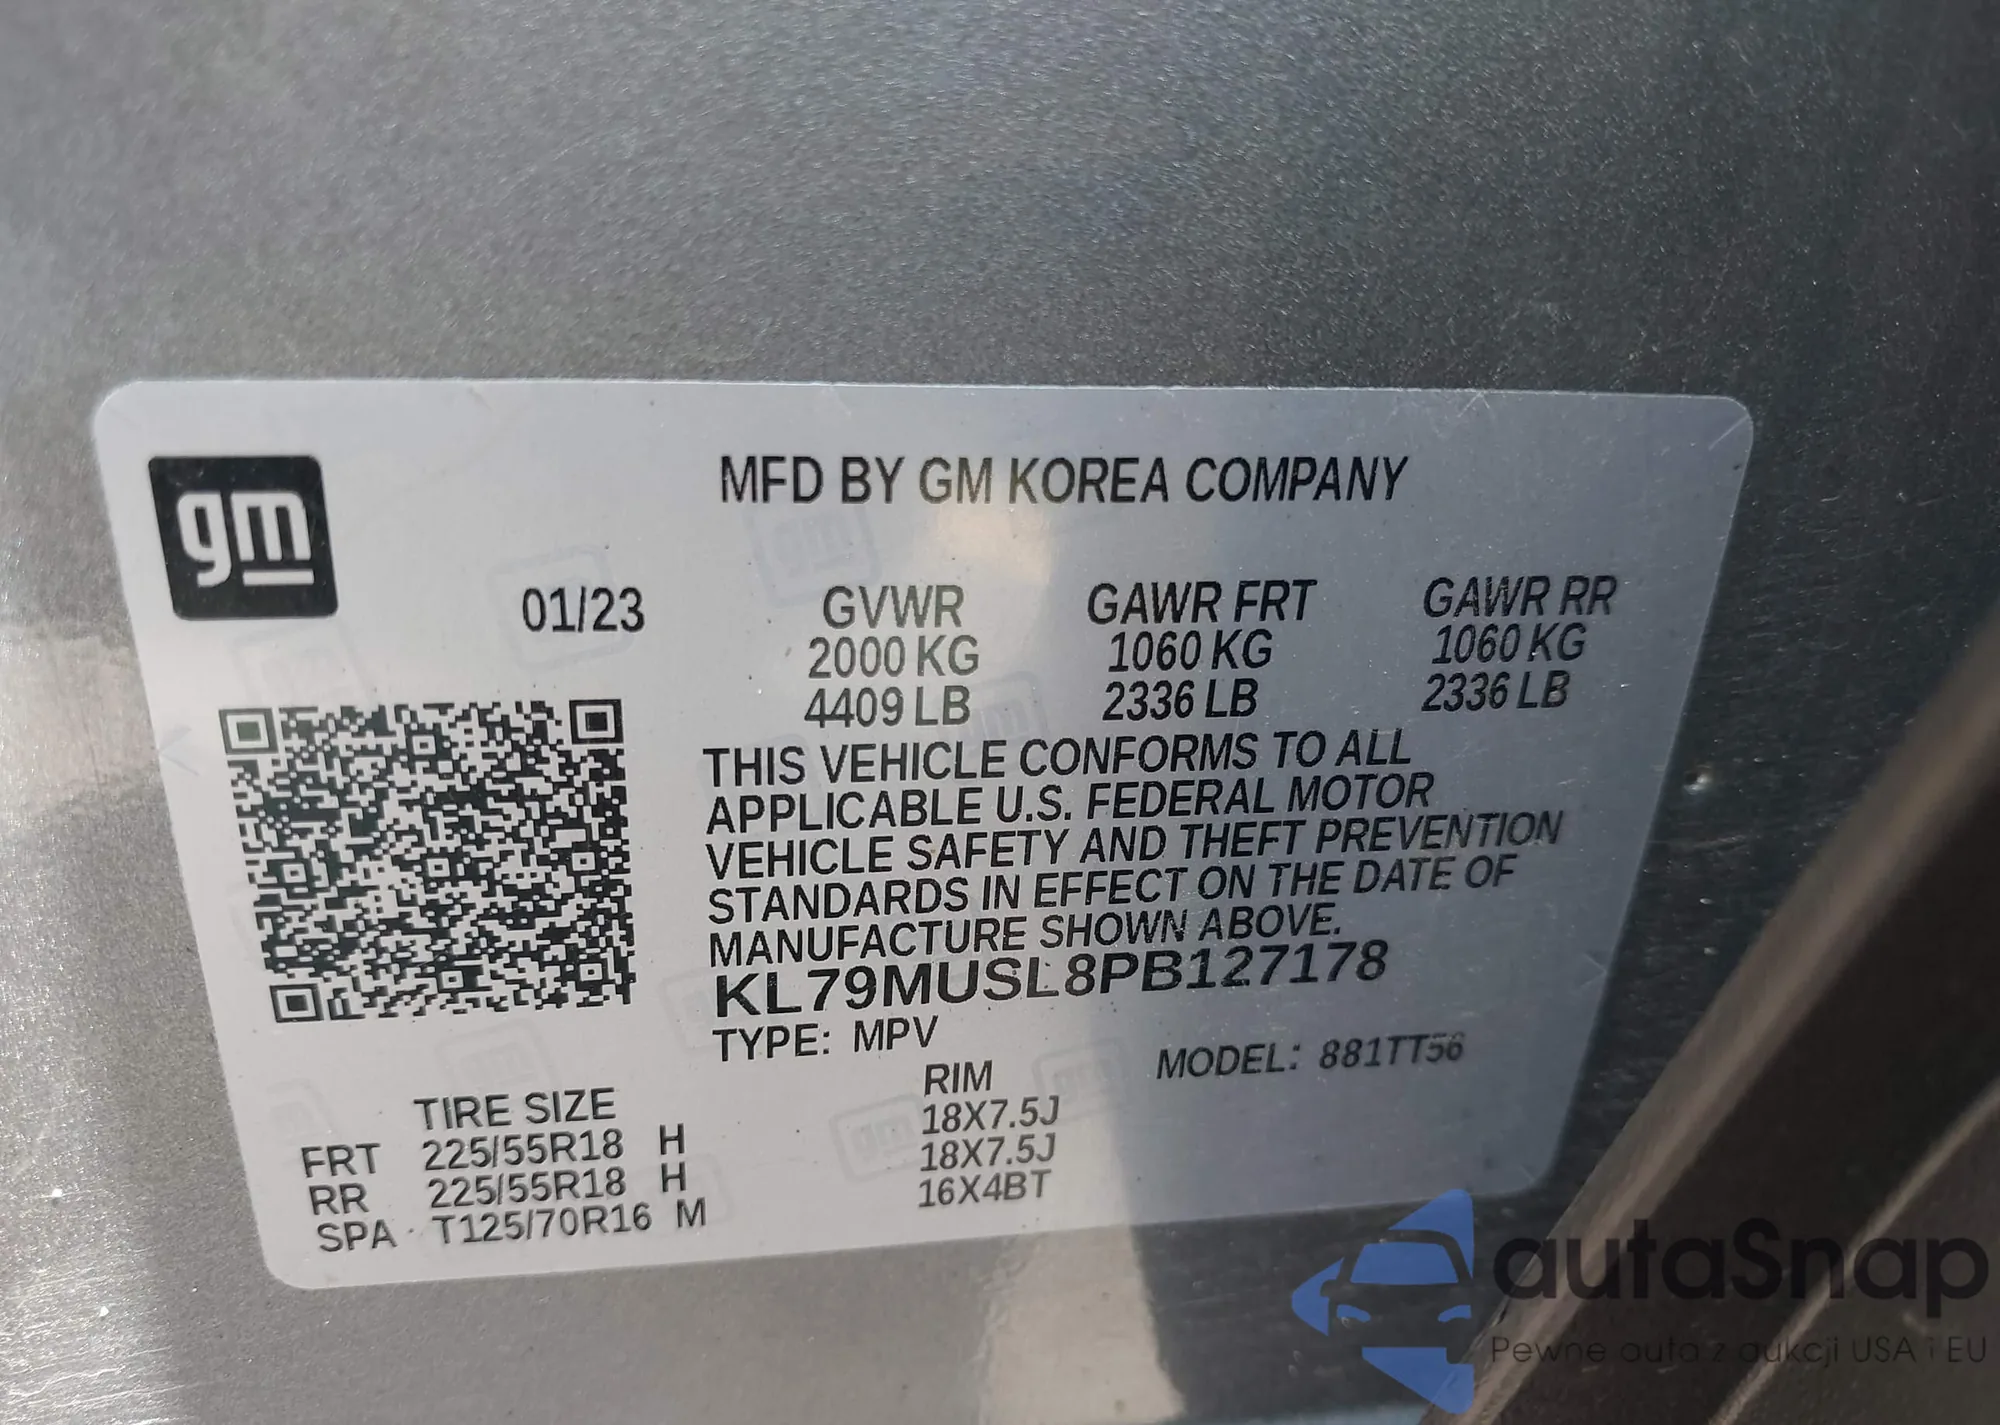 gm
MFD BY GM KOREA COMPANY
01/23
GVWR GAWR FRT GAWR RR
2000 KG 1060 KG 1060 KG
4409 LB 2336 LB 2336 LB
THIS VEHICLE CONFORMS TO ALL
APPLICABLE U.S. FEDERAL MOTOR
VEHICLE SAFETY AND THEFT PREVENTION
STANDARDS IN EFFECT ON THE DATE OF
MANUFACTURE SHOWN ABOVE.
KL79MUSL8PB127178
TYPE: MPV MODEL: 881TT56
TIRE SIZE RIM
FRT 225/55R18 H 18X7.5J
RR 225/55R18 H 18X7.5J
SPA T125/70R16 M 16X4BT
autaSnap
Pewne auta z aukcji USA i EU